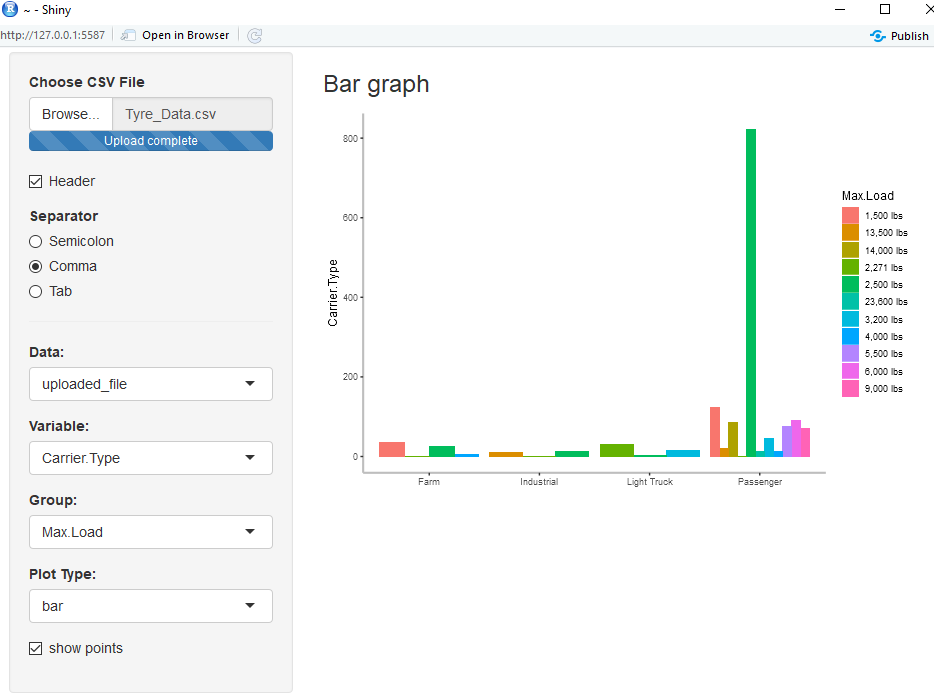 ~ - Shiny
http://127.0.0.1:5587
Open in Browser
Publish
Choose CSV File
Browse...
Tyre_Data.csv
Upload complete
Header
Separator
Semicolon
Comma
Tab
Data:
uploaded_file
Variable:
Carrier.Type
Group:
Max.Load
Plot Type:
bar
show points
Bar graph
Carrier.Type
800
600
400
200
0
Farm
Industrial
Light Truck
Passenger
Max.Load
1,500 lbs
13,500 lbs
14,000 lbs
2,271 lbs
2,500 lbs
23,600 lbs
3,200 lbs
4,000 lbs
5,500 lbs
6,000 lbs
9,000 lbs